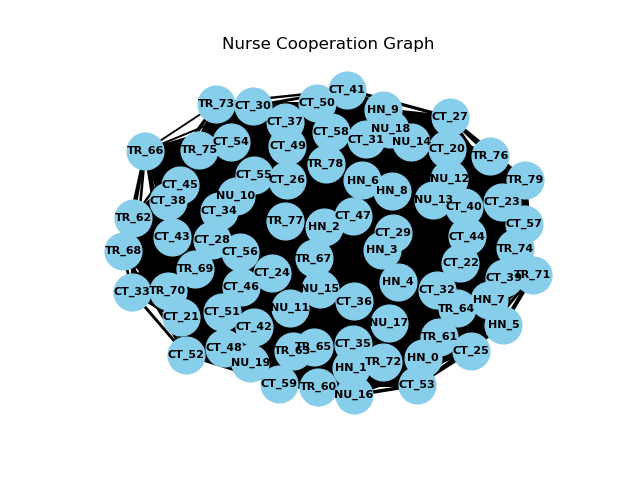 Nurse Cooperation Graph
CT_41
TR_73
CT_30
CT_50
HN_9
CT_27
CT_37
CT_58
NU_18
CT_31
NU_14
CT_54
TR_75
TR_66
CT_49
CT_20
TR_76
TR_78
CT_55
CT_26
HN_6
NU_12
TR_79
CT_45
HN_8
NU_10
CT_38
NU_13
CT_40
CT_23
CT_34
TR_62
CT_47
TR_77
HN_2
CT_57
CT_29
CT_43
CT_28
CT_44
TR_68
CT_56
HN_3
TR_74
TR_67
CT_22
TR_69
CT_24
CT_39
TR_71
HN_4
CT_33
TR_70
CT_46
NU_15
CT_32
CT_36
HN_7
NU_11
TR_64
CT_51
CT_21
CT_42
NU_17
HN_5
TR_61
CT_35
CT_48
TR_65
CT_25
CT_52
NU_19
HN_0
TR_72
HN_1
CT_59
TR_60
CT_53
NU_16